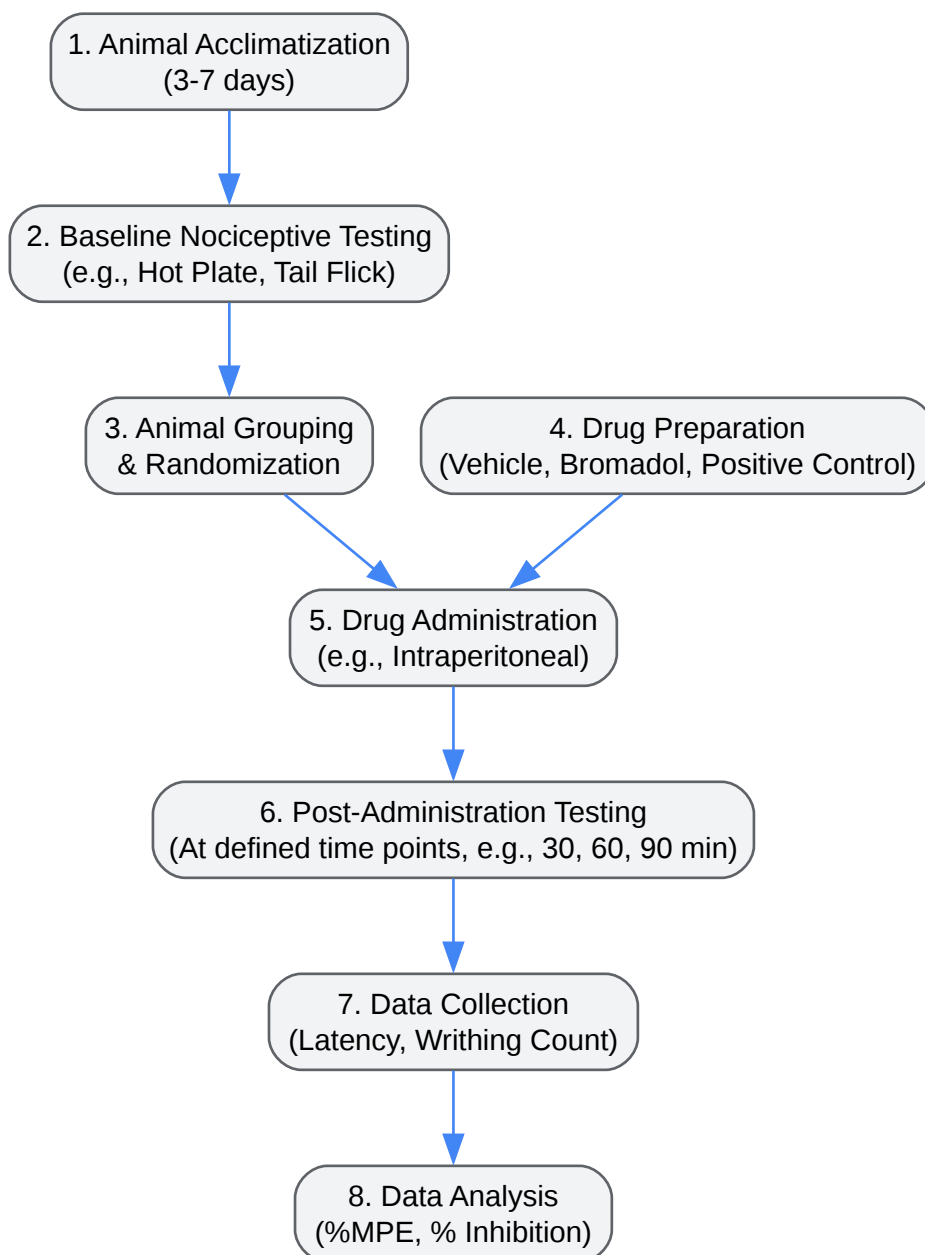 1. Animal Acclimatization
(3-7 days)
2. Baseline Nociceptive Testing
(e.g., Hot Plate, Tail Flick)
3. Animal Grouping
& Randomization
4. Drug Preparation
(Vehicle, Bromadol, Positive Control)
5. Drug Administration
(e.g., Intraperitoneal)
6. Post-Administration Testing
(At defined time points, e.g., 30, 60, 90 min)
7. Data Collection
(Latency, Writhing Count)
8. Data Analysis
(%MPE, % Inhibition)